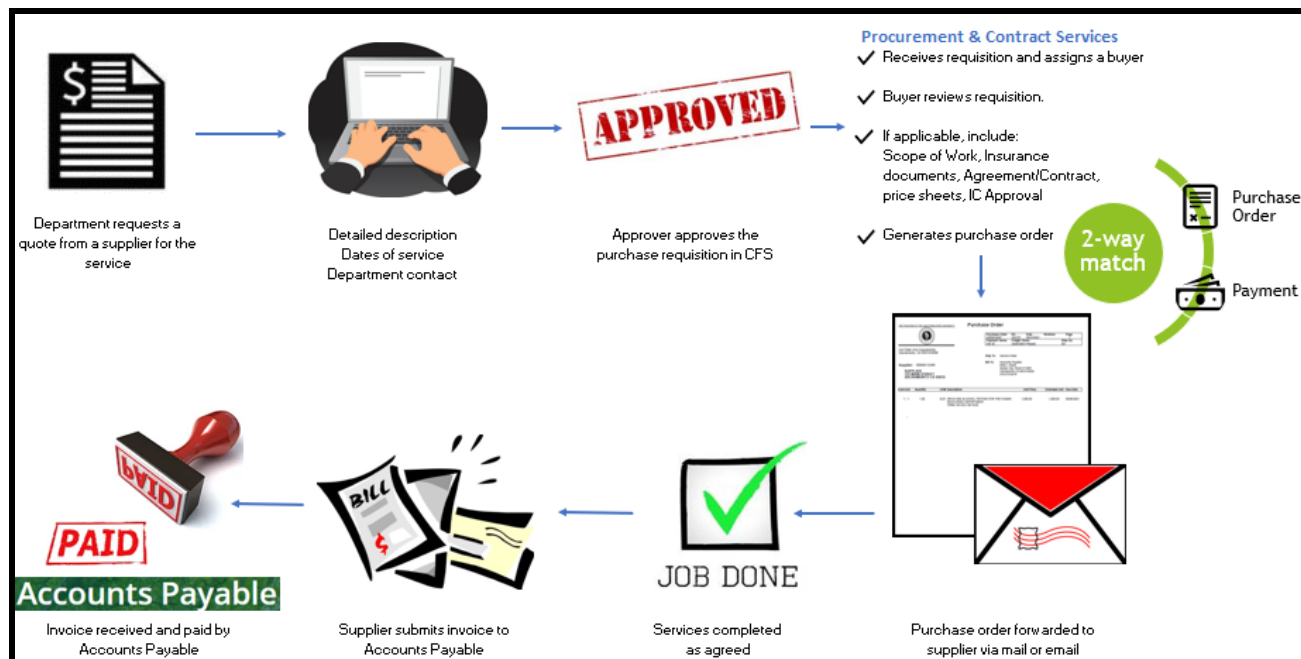 Procurement & Contract Services
Receives requisition and assigns a buyer
Buyer reviews requisition.
If applicable, include:
Scope of Work, Insurance
documents, Agreement/Contract,
price sheets, IC Approval
Generates purchase order
$
APPROVED
Department requests a
quote from a supplier for the
service
Detailed description
Dates of service
Department contact
Approver approves the
purchase requisition in CFS
2-way
match
Purchase
Order
Payment
Purchase Order
PAID
PAID
Accounts Payable
BILL
$
JOB DONE
Invoice received and paid by
Accounts Payable
Supplier submits invoice to
Accounts Payable
Services completed
as agreed
Purchase order forwarded to
supplier via mail or email